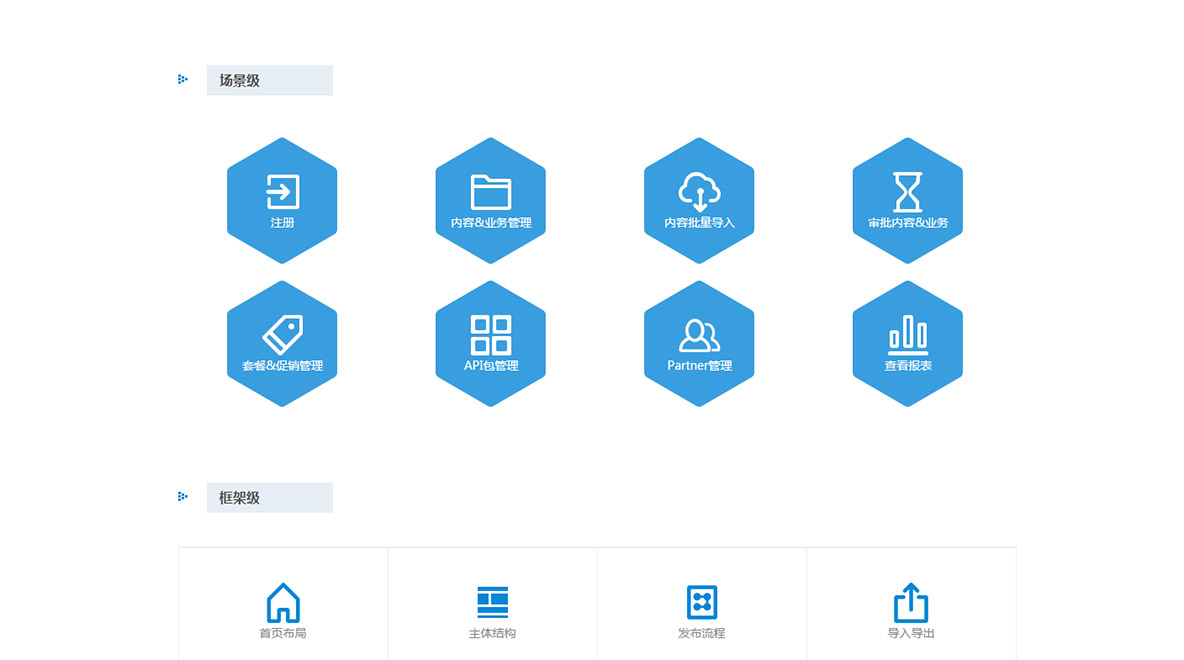 场景级
注册
内容&业务管理
内容批量导入
审批内容&业务
套餐&促销管理
API包管理
Partner管理
查看报表
框架级
首页布局
主体结构
发布流程
导入导出